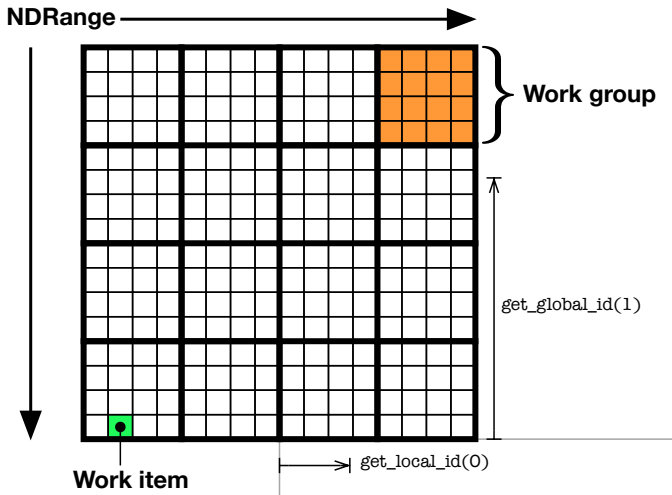 NDRange
Work group
get_global_id(1)
get_local_id(0)
Work item